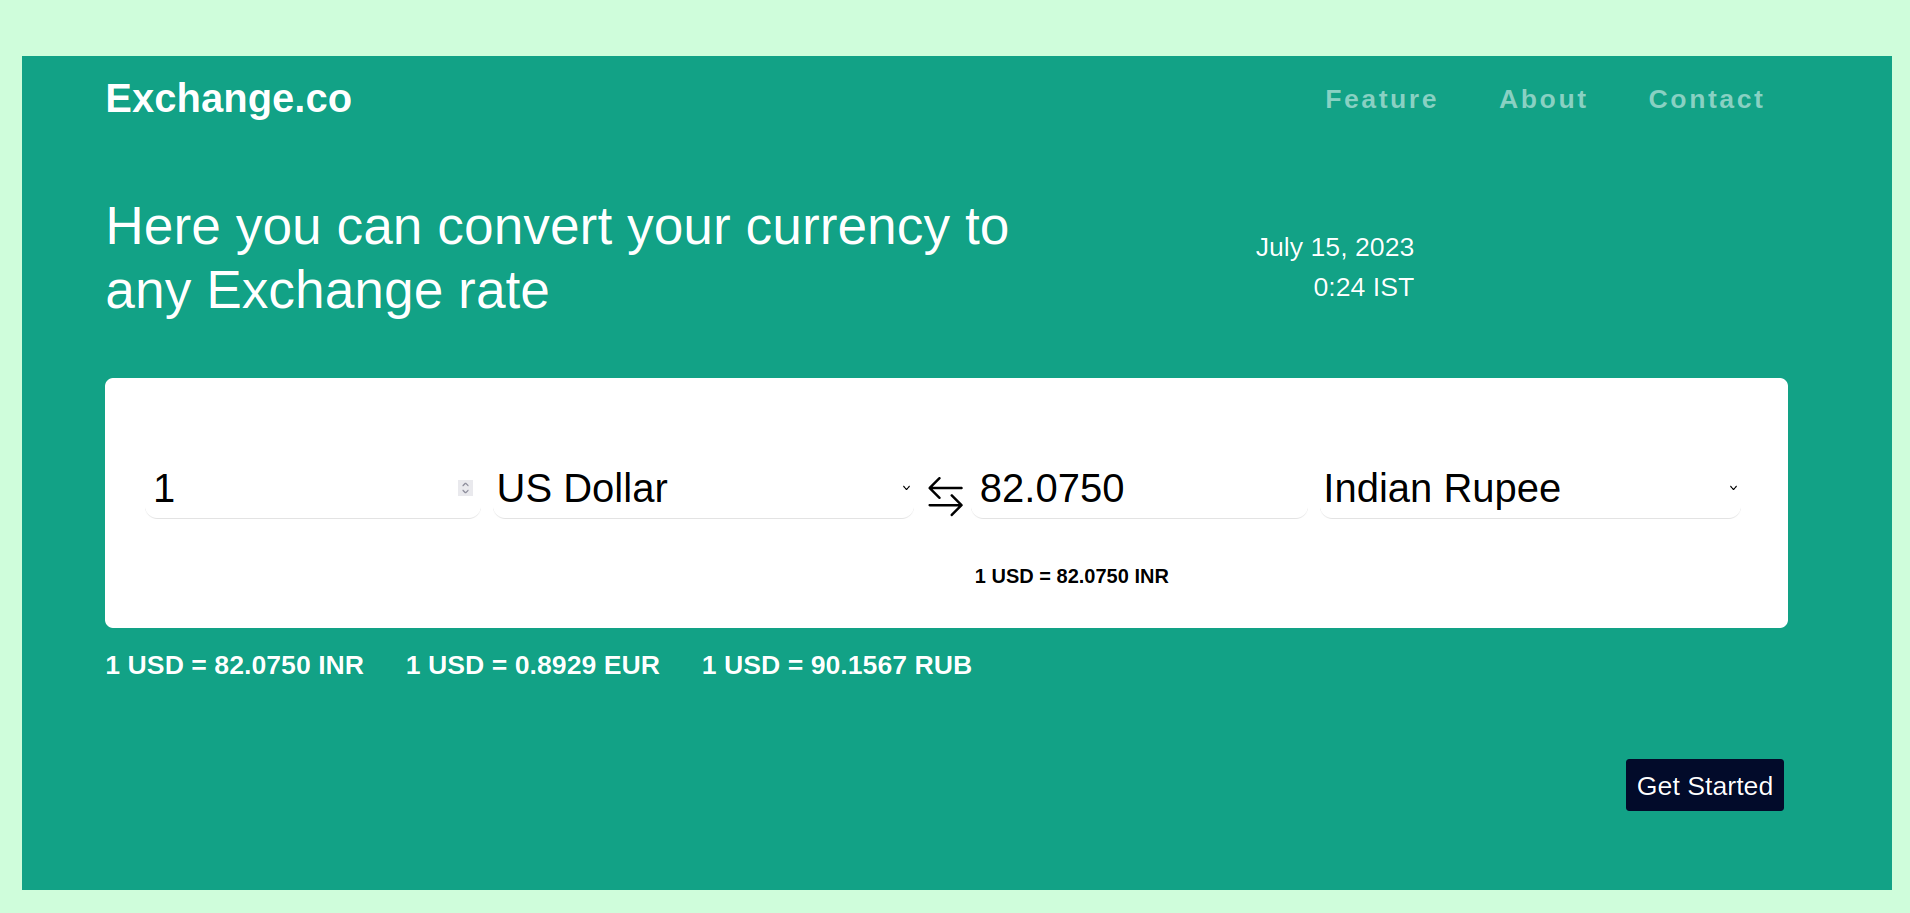 Exchange.co
Feature About Contact
Here you can convert your currency to
any Exchange rate
July 15, 2023
0:24 IST
1 US Dollar 82.0750 Indian Rupee
1 USD = 82.0750 INR
1 USD = 82.0750 INR 1 USD = 0.8929 EUR 1 USD = 90.1567 RUB
Get Started